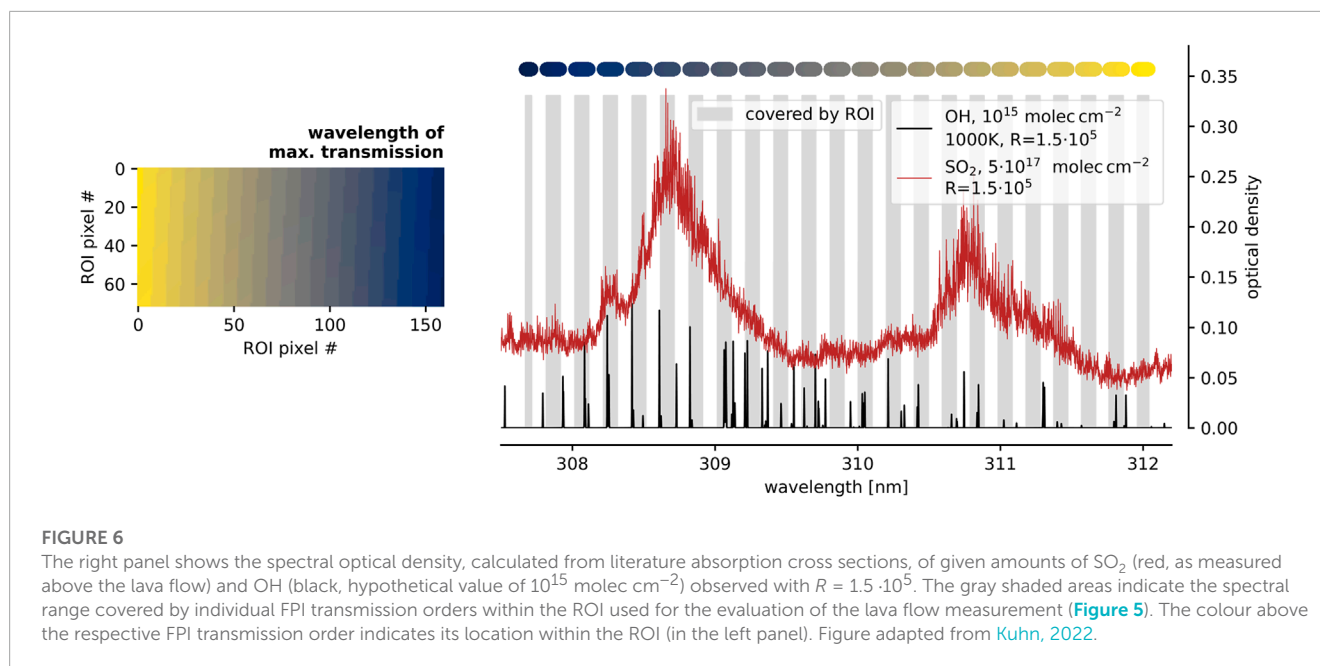 wavelength of
max. transmission
0
20
40
60
ROI pixel #
0 50 100 150
ROI pixel #
covered by ROI
OH, 10¹⁵ molec cm⁻²
1000K, R=1.5·10⁵
SO₂, 5·10¹⁷ molec cm⁻²
R=1.5·10⁵
0.35
0.30
0.25
0.20
0.15
0.10
0.05
0.00
optical density
308 309 310 311 312
wavelength [nm]
FIGURE 6
The right panel shows the spectral optical density, calculated from literature absorption cross sections, of given amounts of SO₂ (red, as measured
above the lava flow) and OH (black, hypothetical value of 10¹⁵ molec cm⁻²) observed with R = 1.5 ·10⁵. The gray shaded areas indicate the spectral
range covered by individual FPI transmission orders within the ROI used for the evaluation of the lava flow measurement (Figure 5). The colour above
the respective FPI transmission order indicates its location within the ROI (in the left panel). Figure adapted from Kuhn, 2022.